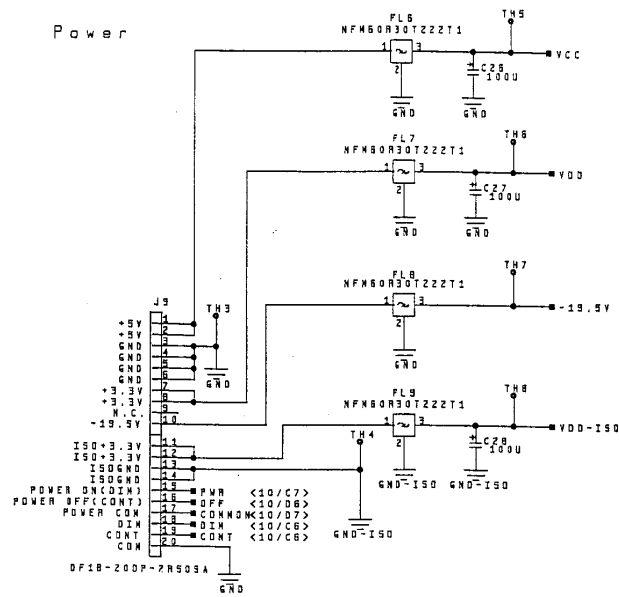 Power
FL6
NFM60R30T222T1
TH5
1
3
2
VCC
C26
100U
GND
GND
FL7
NFM60R30T222T1
TH6
1
3
2
VDD
C27
100U
GND
GND
FL8
NFM60R30T222T1
TH7
1
3
2
-19.5V
GND
FL9
NFM60R30T222T1
TH8
1
3
2
VDD-ISO
C28
100U
GND-ISO
GND-ISO
J9
TH3
GND
TH4
GND-ISO
+5V 1
+5V 2
GND 3
GND 4
GND 5
GND 6
+3.3V 7
+3.3V 8
N.C. 9
-19.5V 10
ISO+3.3V 11
ISO+3.3V 12
ISOGND 13
ISOGND 14
POWER ON(DIM) 15 PWR <10/C7>
POWER OFF(CONT) 16 OFF <10/D6>
POWER COM 17 COMMON <10/D7>
DIM 18 DIM <10/C6>
CONT 19 CONT <10/C6>
COM 20
GND